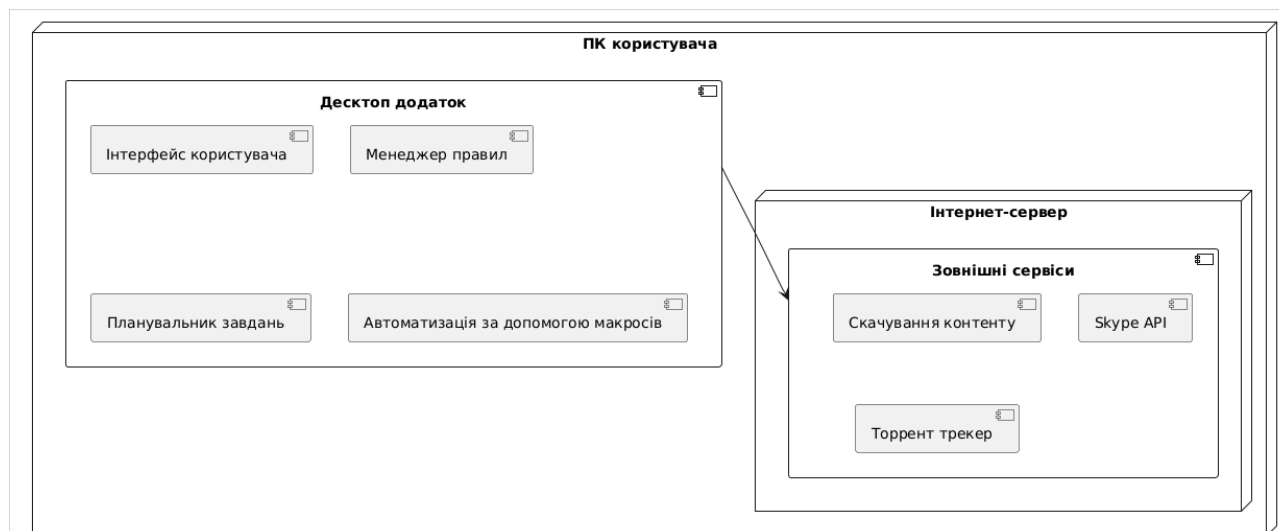 ПК користувача
Десктоп додаток
Інтерфейс користувача
Менеджер правил
Планувальник завдань
Автоматизація за допомогою макросів
Інтернет-сервер
Зовнішні сервіси
Скачування контенту
Skype API
Торрент трекер